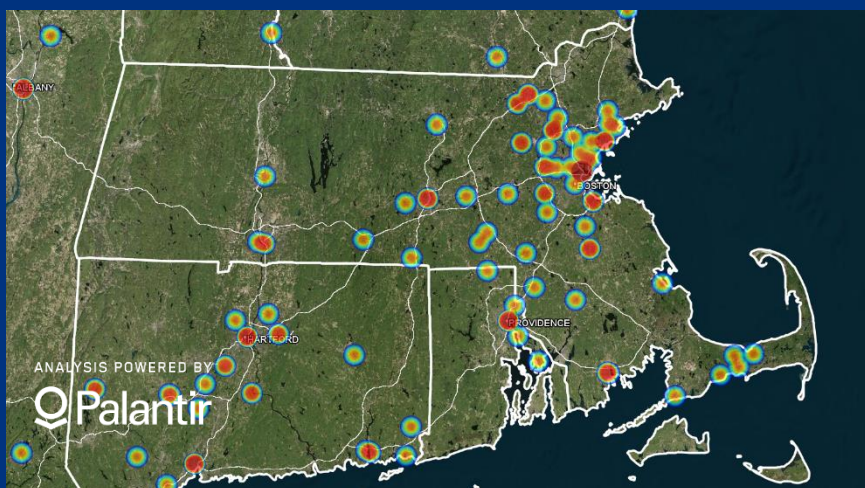 ALBANY
BOSTON
PROVIDENCE
HARTFORD
ANALYSIS POWERED BY
Palantir